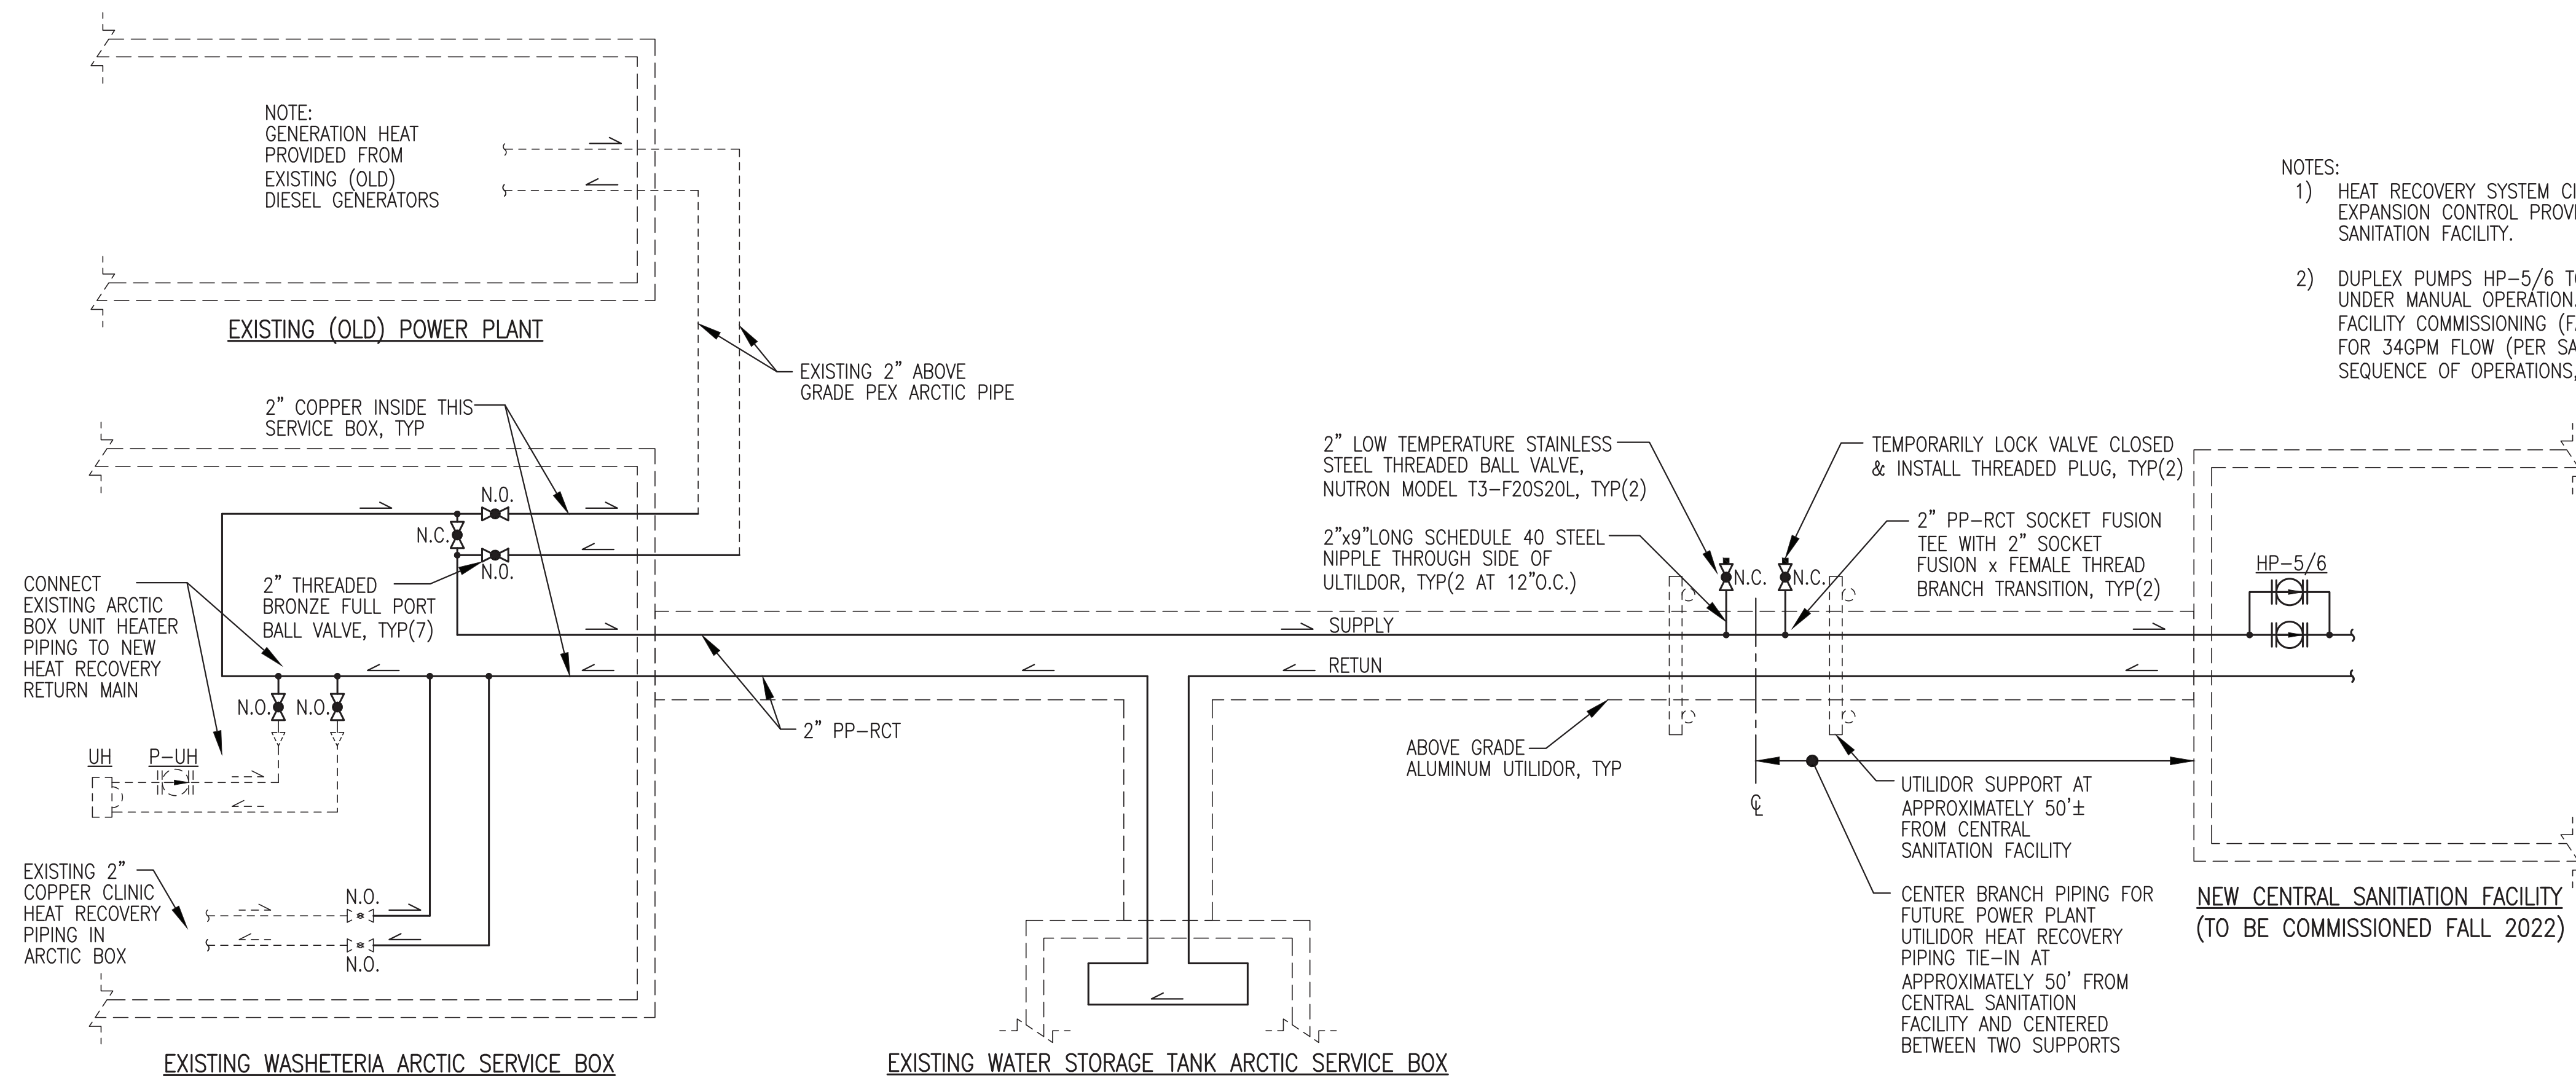 NOTE:
GENERATION HEAT
PROVIDED FROM
EXISTING (OLD)
DIESEL GENERATORS
EXISTING (OLD) POWER PLANT
EXISTING 2" ABOVE
GRADE PEX ARCTIC PIPE
2" COPPER INSIDE THIS
SERVICE BOX, TYP
N.O.
N.C.
N.O.
2" THREADED
BRONZE FULL PORT
BALL VALVE, TYP(7)
CONNECT
EXISTING ARCTIC
BOX UNIT HEATER
PIPING TO NEW
HEAT RECOVERY
RETURN MAIN
N.O.
N.O.
UH
P-UH
EXISTING 2"
COPPER CLINIC
HEAT RECOVERY
PIPING IN
ARCTIC BOX
N.O.
N.O.
EXISTING WASHETERIA ARCTIC SERVICE BOX
2" PP-RCT
EXISTING WATER STORAGE TANK ARCTIC SERVICE BOX
SUPPLY
RETUN
2" LOW TEMPERATURE STAINLESS
STEEL THREADED BALL VALVE,
NUTRON MODEL T3-F20S20L, TYP(2)
2"x9"LONG SCHEDULE 40 STEEL
NIPPLE THROUGH SIDE OF
ULTILDOR, TYP(2 AT 12"O.C.)
N.C.
N.C.
TEMPORARILY LOCK VALVE CLOSED
& INSTALL THREADED PLUG, TYP(2)
2" PP-RCT SOCKET FUSION
TEE WITH 2" SOCKET
FUSION x FEMALE THREAD
BRANCH TRANSITION, TYP(2)
ABOVE GRADE
ALUMINUM UTILIDOR, TYP
℄
UTILIDOR SUPPORT AT
APPROXIMATELY 50'±
FROM CENTRAL
SANITATION FACILITY
CENTER BRANCH PIPING FOR
FUTURE POWER PLANT
UTILIDOR HEAT RECOVERY
PIPING TIE-IN AT
APPROXIMATELY 50' FROM
CENTRAL SANITATION
FACILITY AND CENTERED
BETWEEN TWO SUPPORTS
HP-5/6
NEW CENTRAL SANITIATION FACILITY
(TO BE COMMISSIONED FALL 2022)
NOTES:
1) HEAT RECOVERY SYSTEM
EXPANSION CONTROL
SANITATION FACILITY.
2) DUPLEX PUMPS HP-5/6
UNDER MANUAL OPERATION.
FACILITY COMMISSIONING
FOR 34GPM FLOW (PER
SEQUENCE OF OPERATIONS,